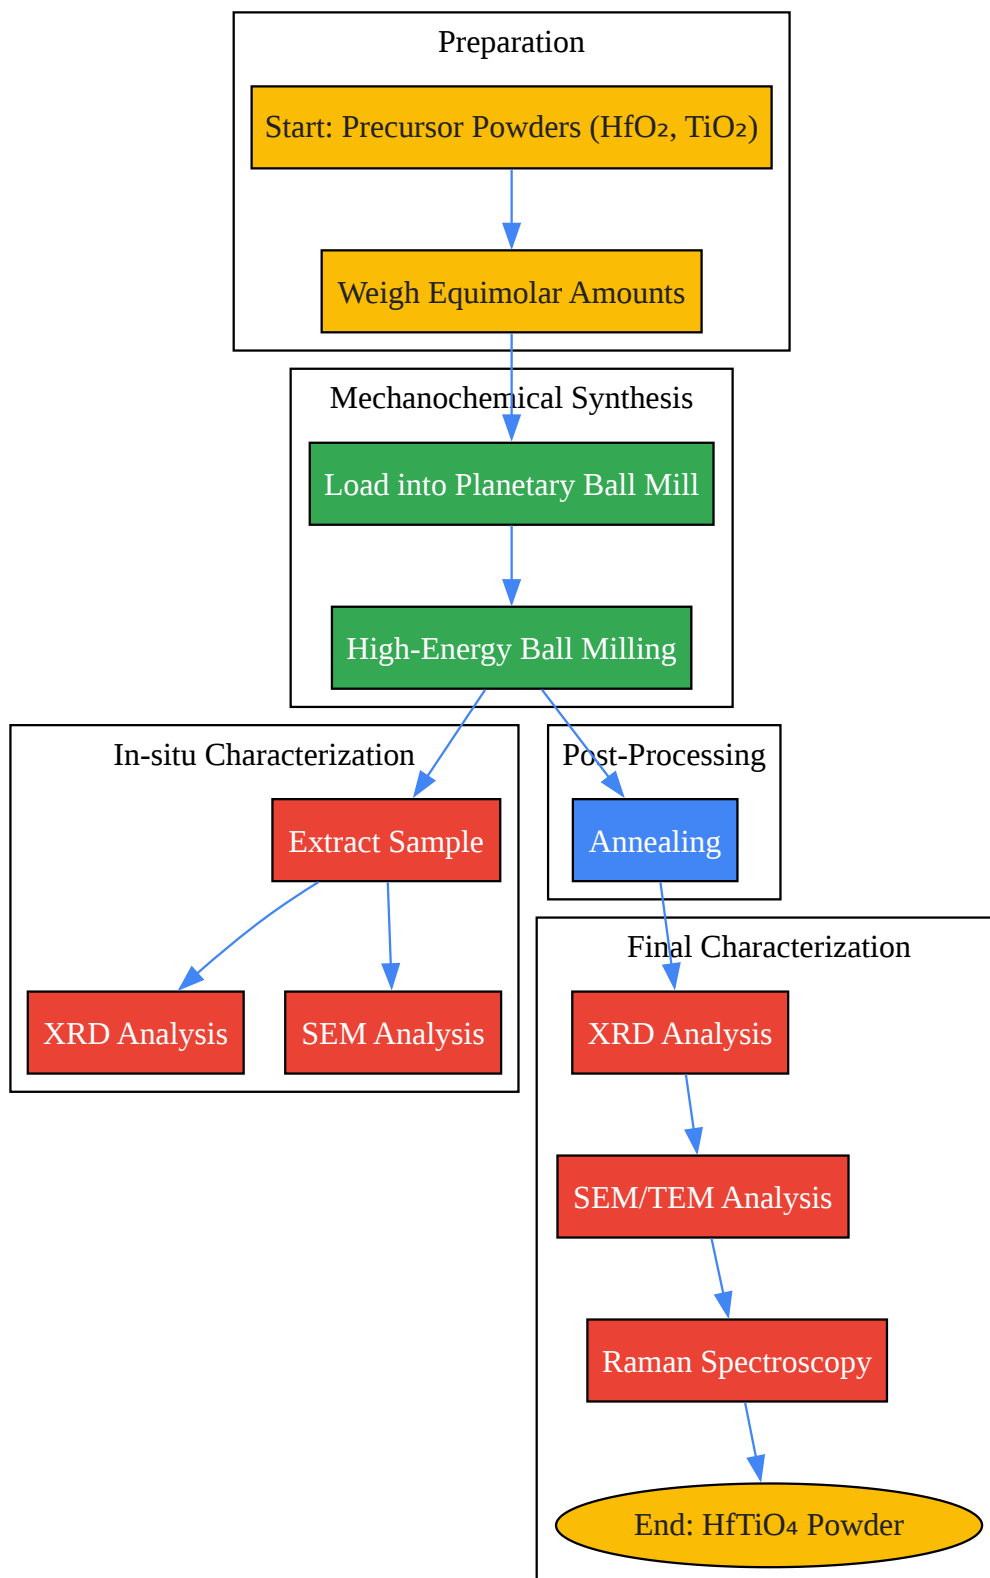 Preparation
Start: Precursor Powders (HfO₂, TiO₂)
Weigh Equimolar Amounts
Mechanochemical Synthesis
Load into Planetary Ball Mill
High-Energy Ball Milling
In-situ Characterization
Extract Sample
XRD Analysis
SEM Analysis
Post-Processing
Annealing
Final Characterization
XRD Analysis
SEM/TEM Analysis
Raman Spectroscopy
End: HfTiO₄ Powder